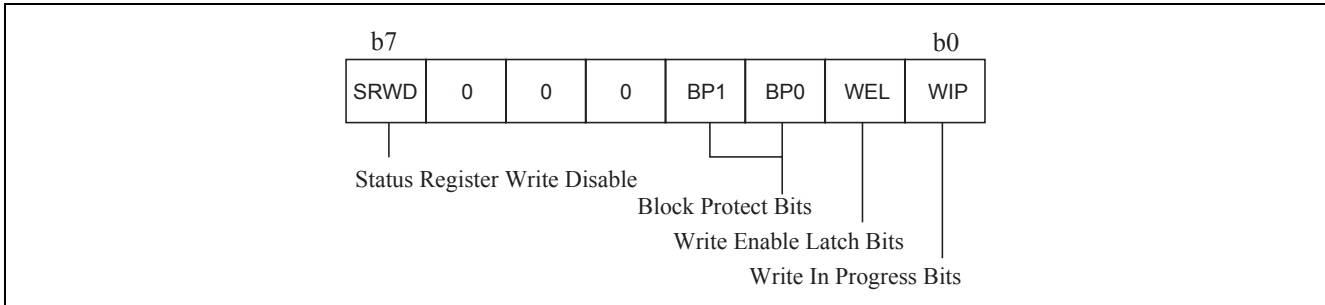 b7 b0
SRWD 0 0 0 BP1 BP0 WEL WIP
Status Register Write Disable
Block Protect Bits
Write Enable Latch Bits
Write In Progress Bits